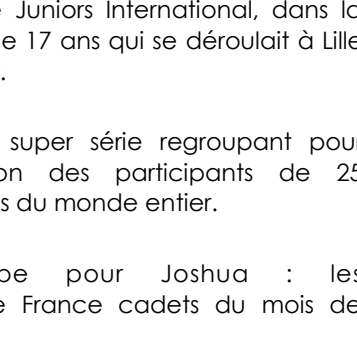 Juniors International, dans l
e 17 ans qui se déroulait à Lille
.
super série regroupant pour
on des participants de 25
s du monde entier.
pe pour Joshua : les
e France cadets du mois de